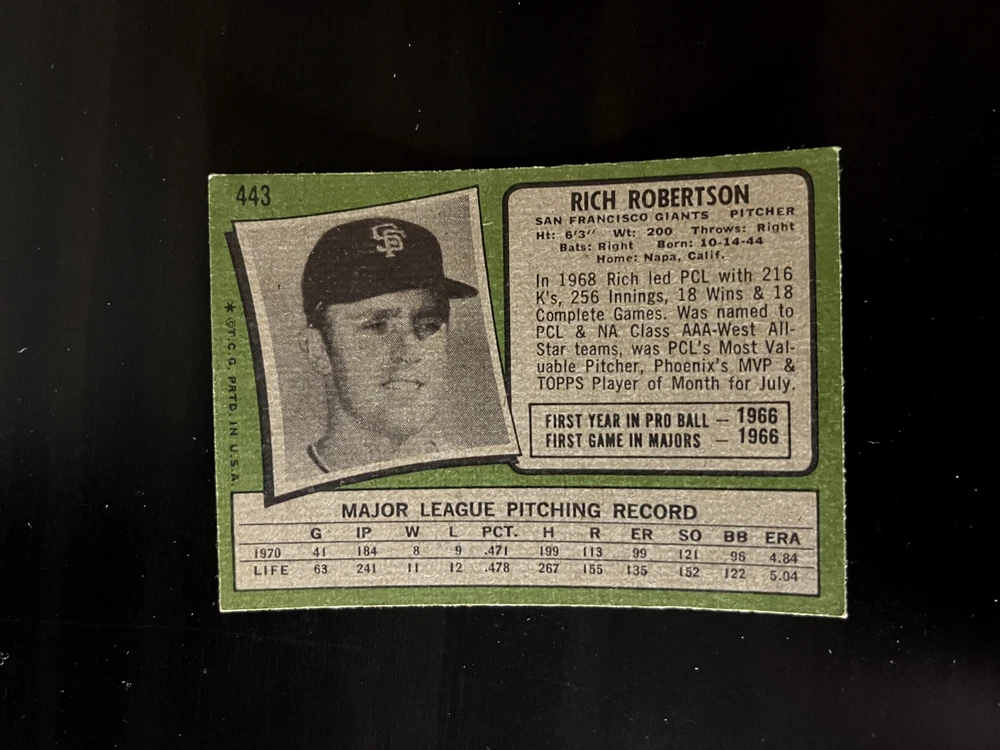 443
RICH ROBERTSON
SAN FRANCISCO GIANTS PITCHER
Ht: 6'3" Wt: 200 Throws: Right
Bats: Right Born: 10-14-44
Home: Napa, Calif.
In 1968 Rich led PCL with 216
K's, 256 Innings, 18 Wins & 18
Complete Games. Was named to
PCL & NA Class AAA-West All-
Star teams, was PCL's Most Val-
uable Pitcher, Phoenix's MVP &
TOPPS Player of Month for July.
FIRST YEAR IN PRO BALL — 1966
FIRST GAME IN MAJORS — 1966
SF
* © T.C.G. PRTD. IN U.S.A.
MAJOR LEAGUE PITCHING RECORD
G IP W L PCT. H R ER SO BB ERA
1970 41 184 8 9 .471 199 113 99 121 96 4.84
LIFE 63 241 11 12 .478 267 155 135 152 122 5.04